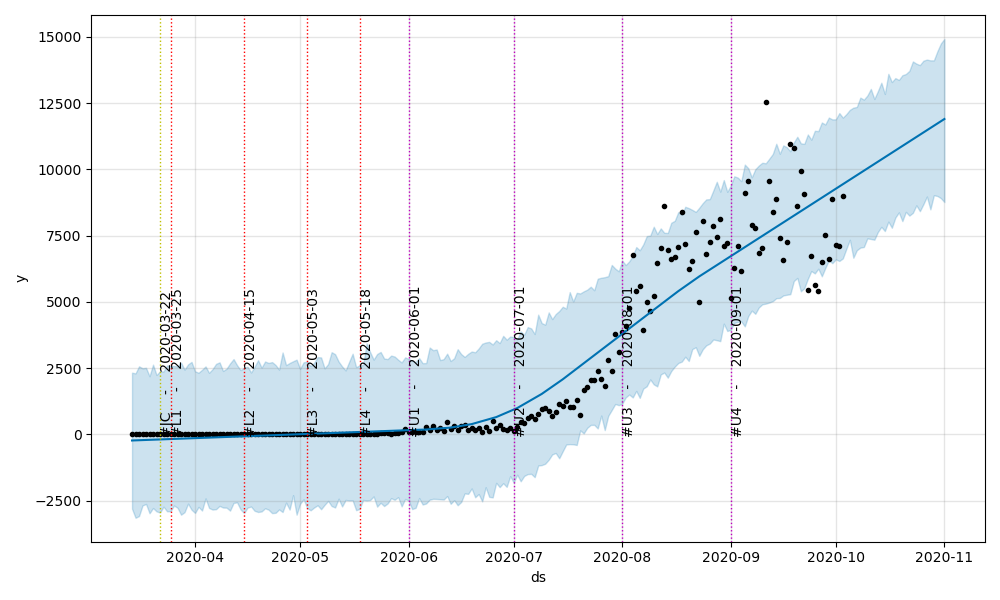 15000
12500
10000
7500
5000
2500
0
−2500
y
#JC - 2020-03-22
#L1 - 2020-03-25
#L2 - 2020-04-15
#L3 - 2020-05-03
#L4 - 2020-05-18
#U1 - 2020-06-01
#U2 - 2020-07-01
#U3 - 2020-08-01
#U4 - 2020-09-01
2020-04
2020-05
2020-06
2020-07
2020-08
2020-09
2020-10
2020-11
ds